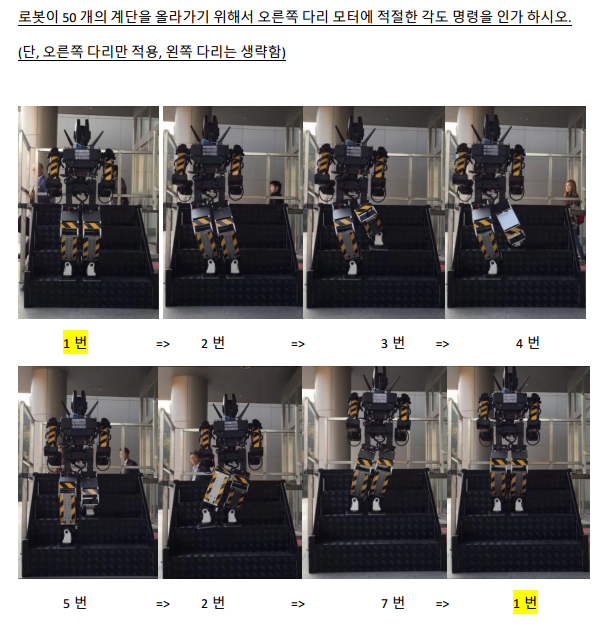 로봇이 50 개의 계단을 올라가기 위해서 오른쪽 다리 모터에 적절한 각도 명령을 인가 하시오.
(단, 오른쪽 다리만 적용, 왼쪽 다리는 생략함)
1 번 => 2 번 => 3 번 => 4 번
5 번 => 2 번 => 7 번 => 1 번